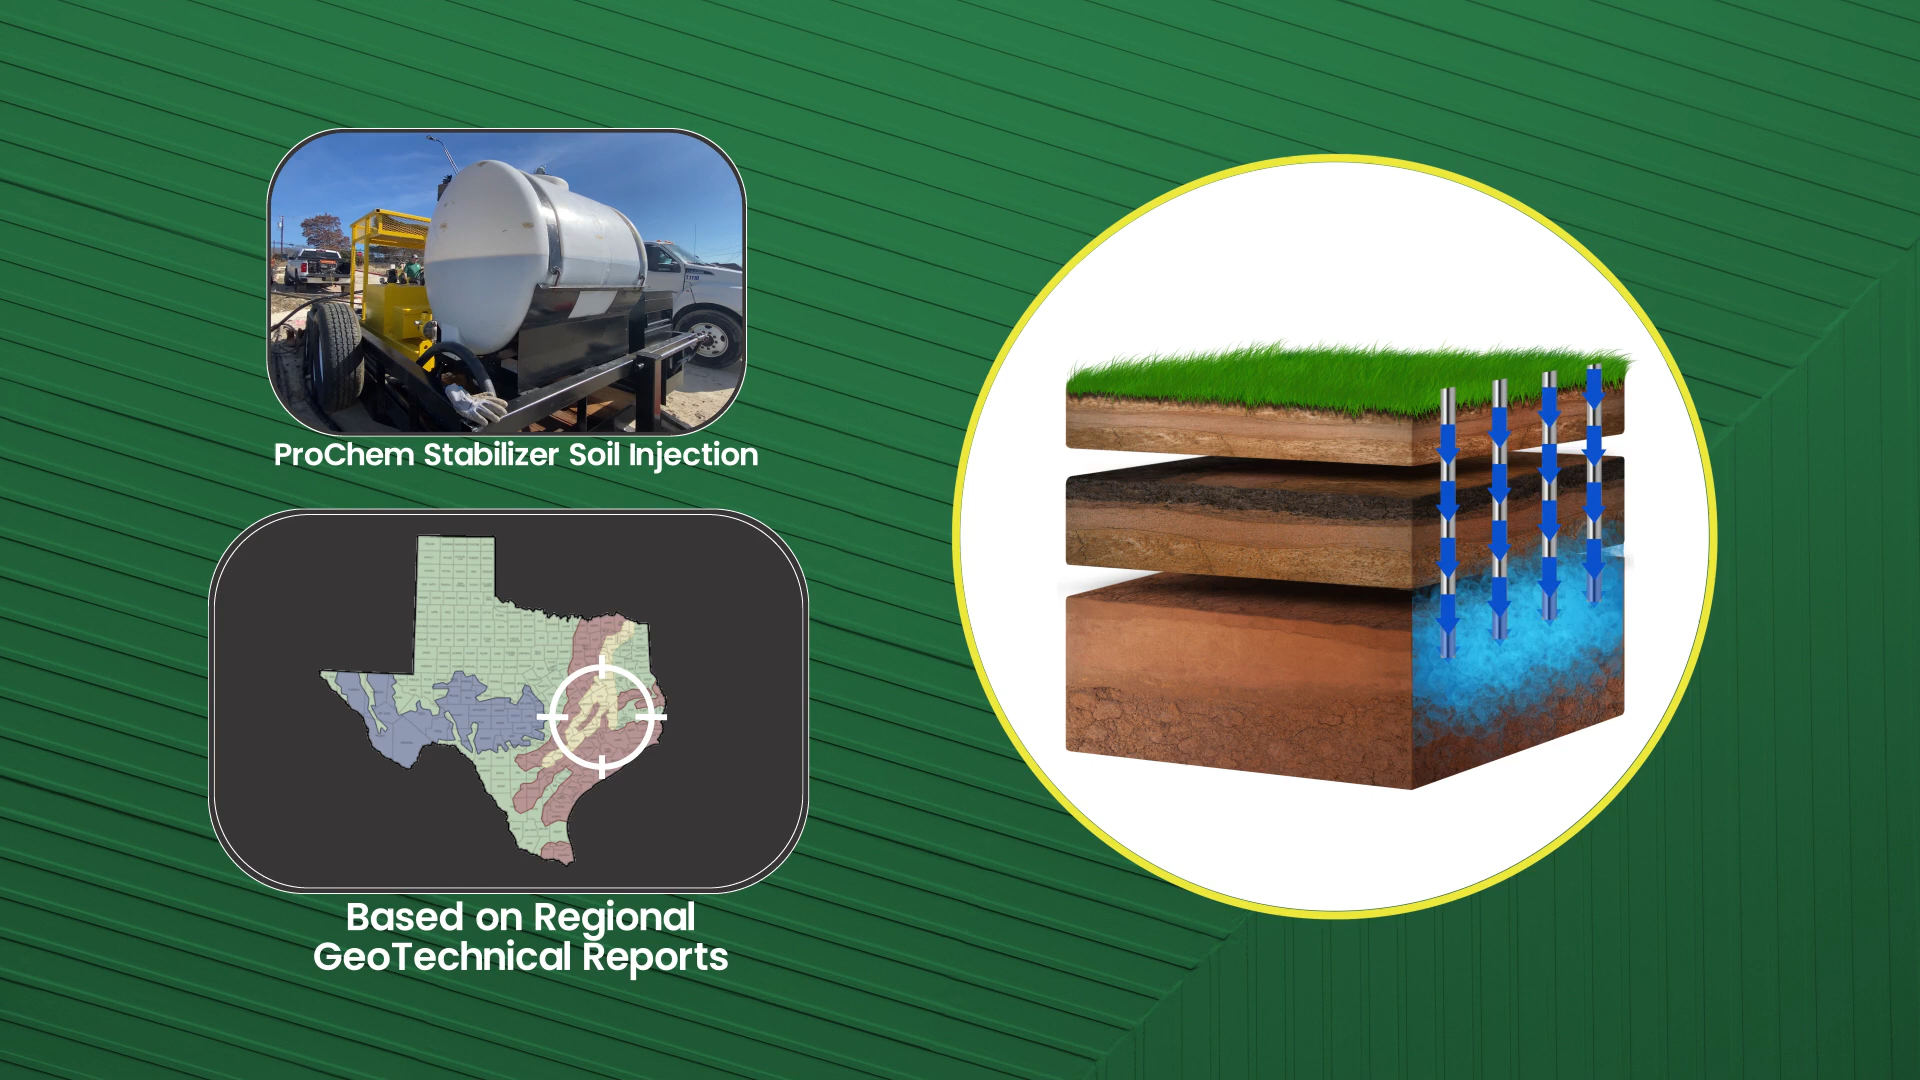 ProChem Stabilizer Soil Injection
Based on Regional
GeoTechnical Reports